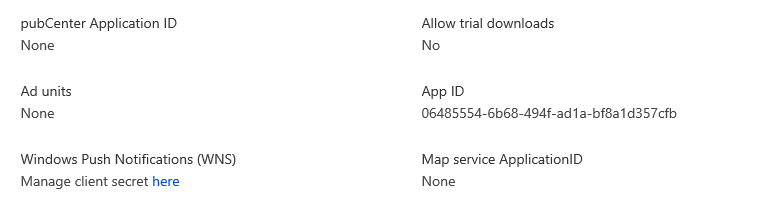 pubCenter Application ID
None
Allow trial downloads
No
Ad units
None
App ID
06485554-6b68-494f-ad1a-bf8a1d357cfb
Windows Push Notifications (WNS)
Manage client secret here
Map service ApplicationID
None